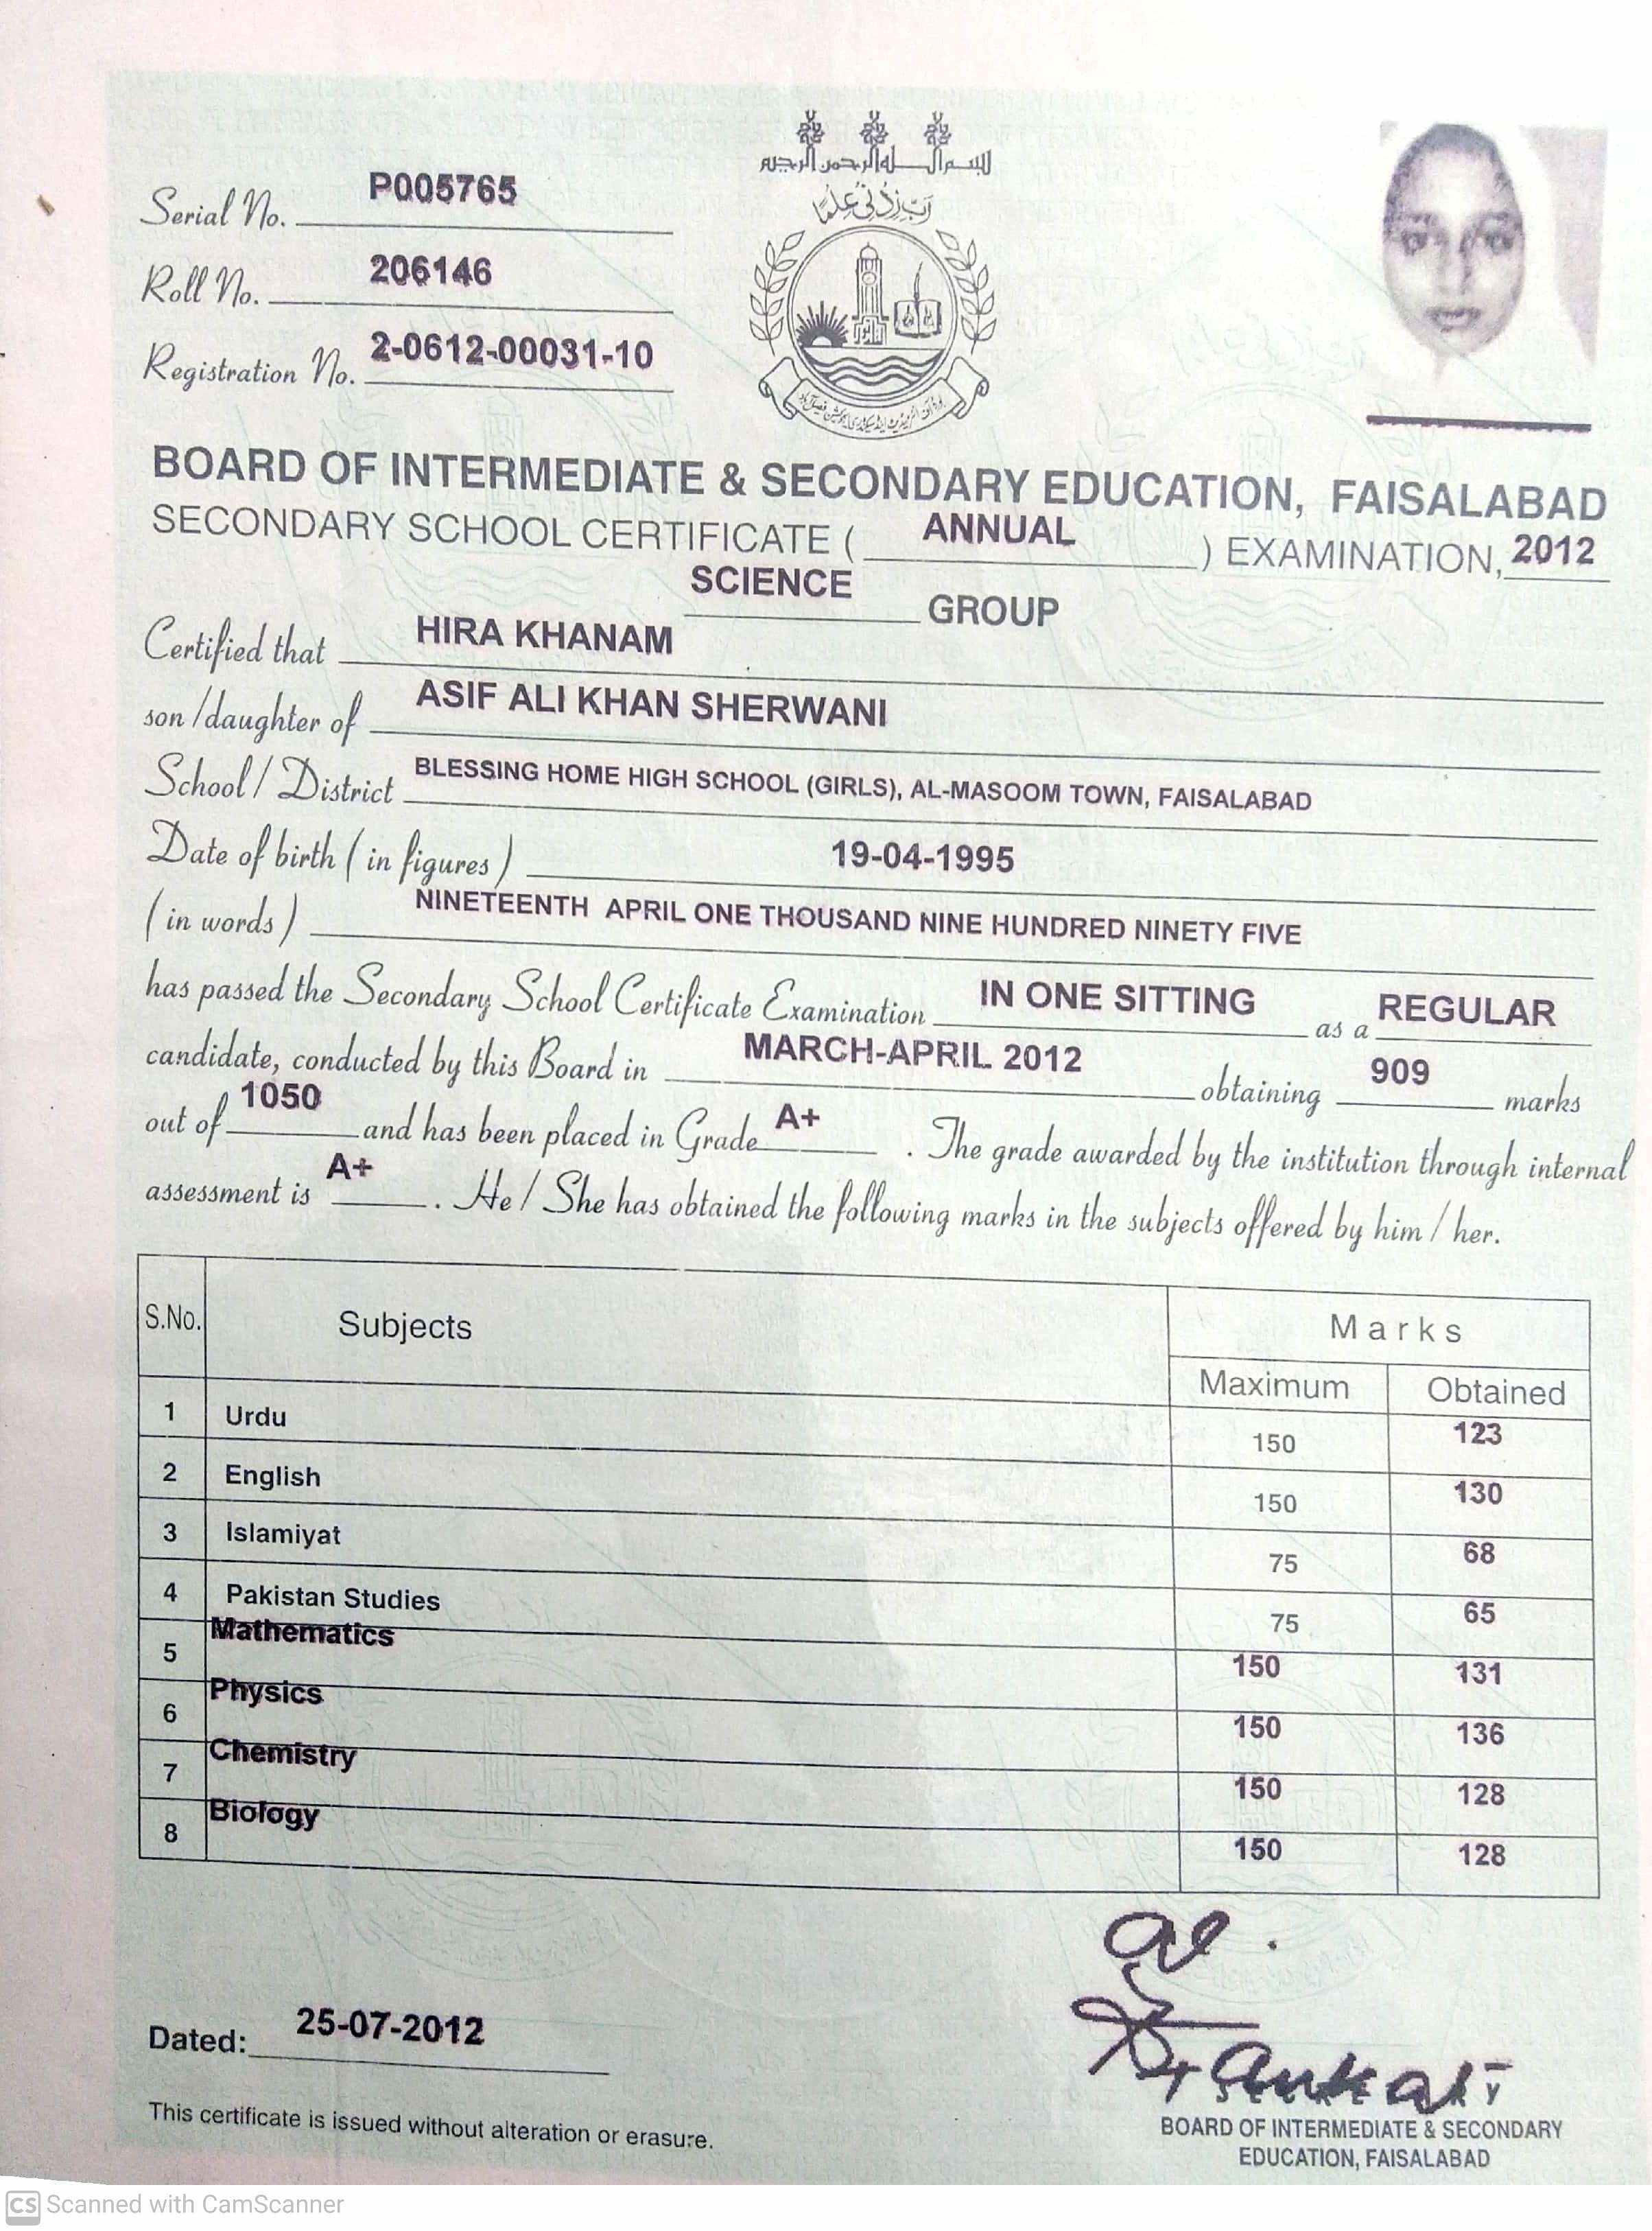 بسم الله الرحمن الرحيم
رَبِّ زِدْنِي عِلْمًا
Serial No. P005765
Roll No. 206146
Registration No. 2-0612-00031-10
BOARD OF INTERMEDIATE & SECONDARY EDUCATION, FAISALABAD
SECONDARY SCHOOL CERTIFICATE ( ANNUAL ) EXAMINATION, 2012
SCIENCE GROUP
Certified that HIRA KHANAM
son/daughter of ASIF ALI KHAN SHERWANI
School/District BLESSING HOME HIGH SCHOOL (GIRLS), AL-MASOOM TOWN, FAISALABAD
Date of birth (in figures) 19-04-1995
(in words) NINETEENTH APRIL ONE THOUSAND NINE HUNDRED NINETY FIVE
has passed the Secondary School Certificate Examination IN ONE SITTING as a REGULAR
candidate, conducted by this Board in MARCH-APRIL 2012 obtaining 909 marks
out of 1050 and has been placed in Grade A+ . The grade awarded by the institution through internal
assessment is A+ . He/She has obtained the following marks in the subjects offered by him/her.
S.No. Subjects Marks
Maximum Obtained
1 Urdu 150 123
2 English 150 130
3 Islamiyat 75 68
4 Pakistan Studies 75 65
5 Mathematics 150 131
6 Physics 150 136
7 Chemistry 150 128
8 Biology 150 128
Dated: 25-07-2012
This certificate is issued without alteration or erasure.
BOARD OF INTERMEDIATE & SECONDARY
EDUCATION, FAISALABAD
CS Scanned with CamScanner